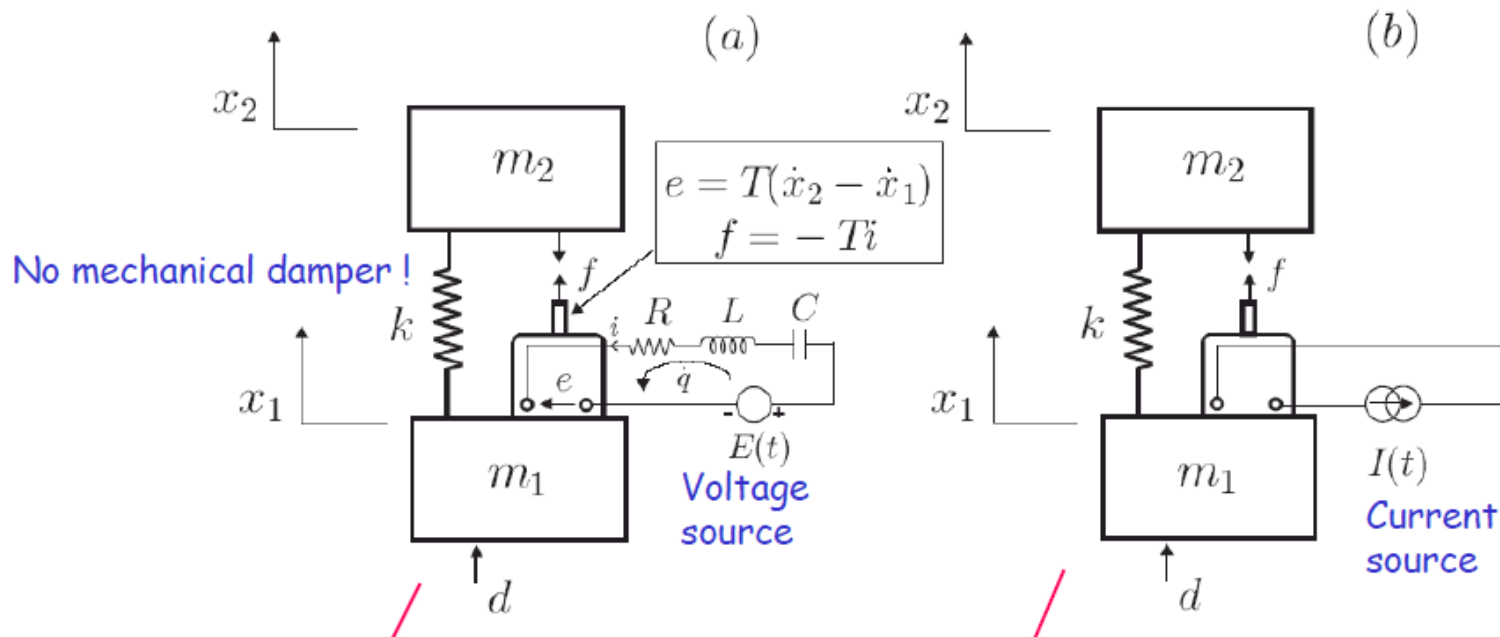 (a)
(b)
x₂
x₂
m₂
m₂
e = T(ẋ₂ − ẋ₁)
f = − Ti
No mechanical damper !
f
f
k
k
i
R
L
C
q̇
e
x₁
x₁
- +
E(t)
I(t)
m₁
m₁
Voltage
source
Current
source
d
d